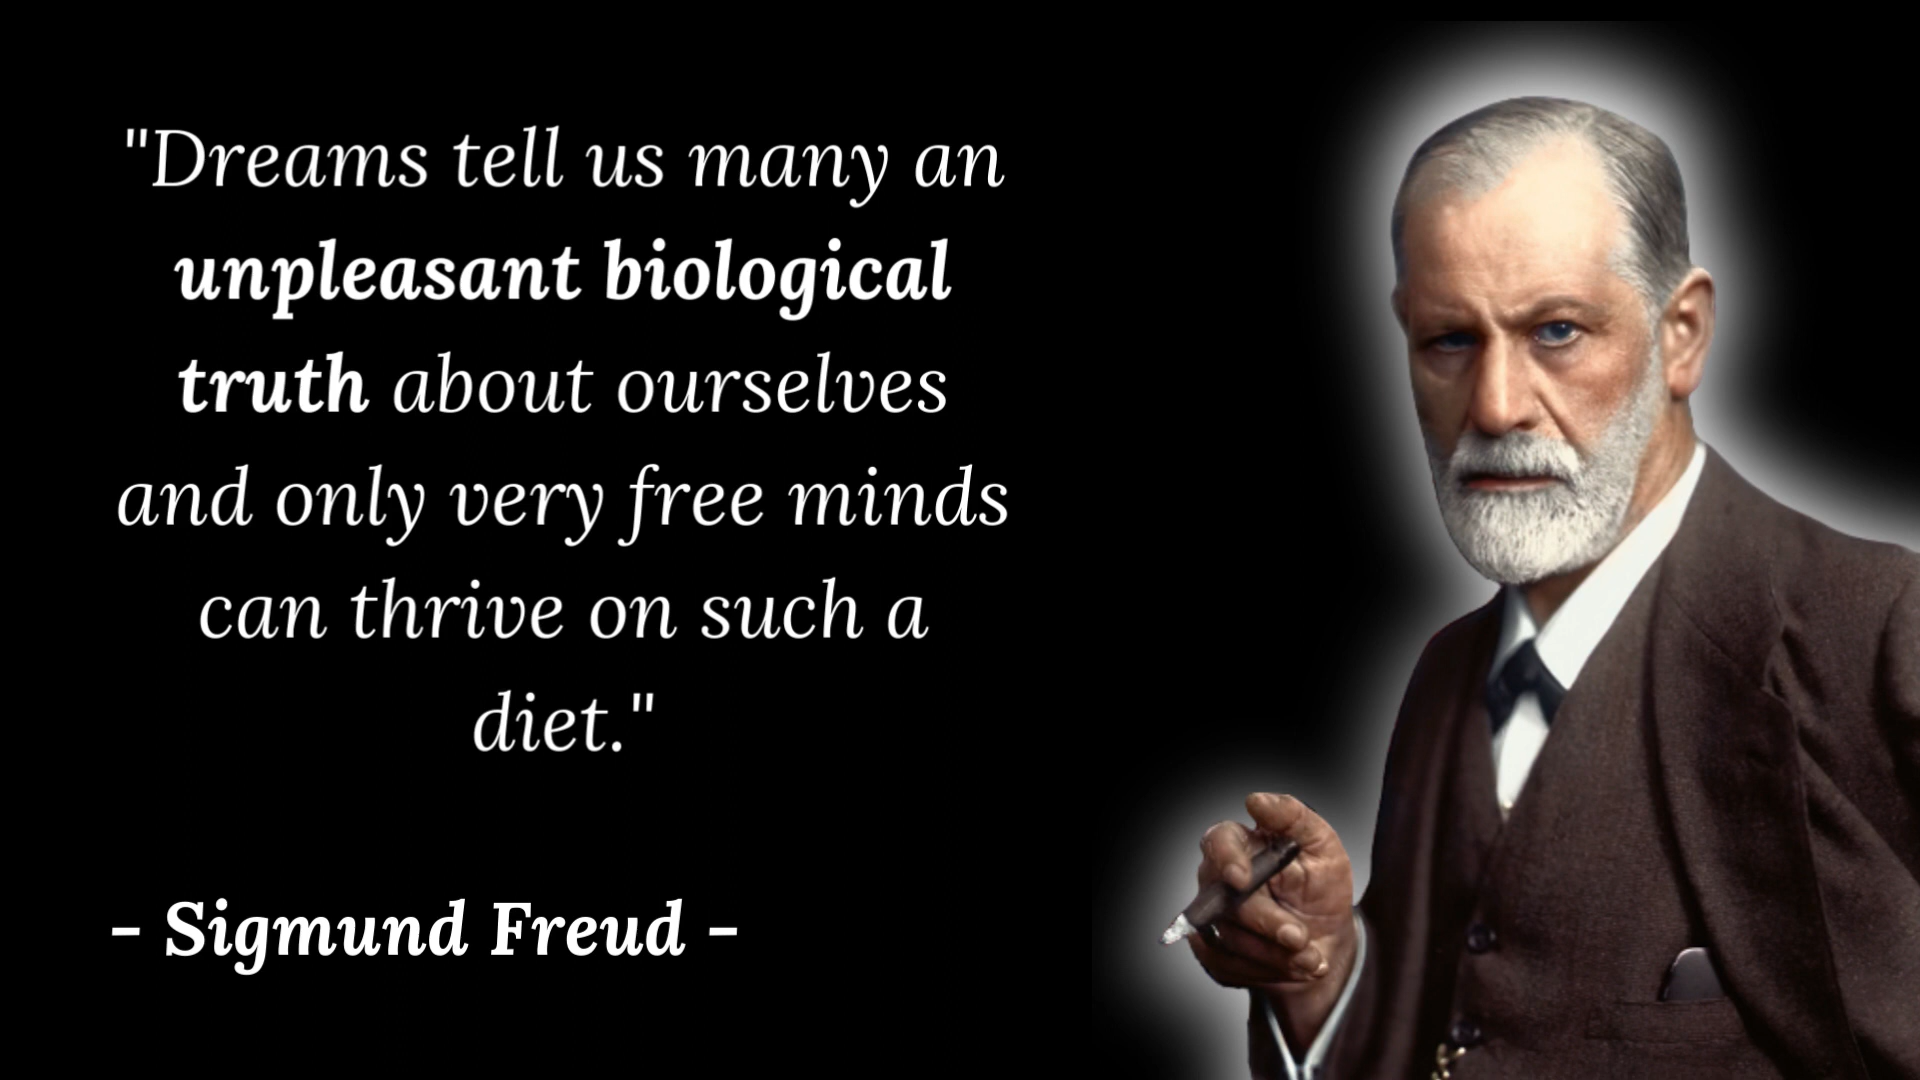 "Dreams tell us many an
unpleasant biological
truth about ourselves
and only very free minds
can thrive on such a
diet."
- Sigmund Freud -